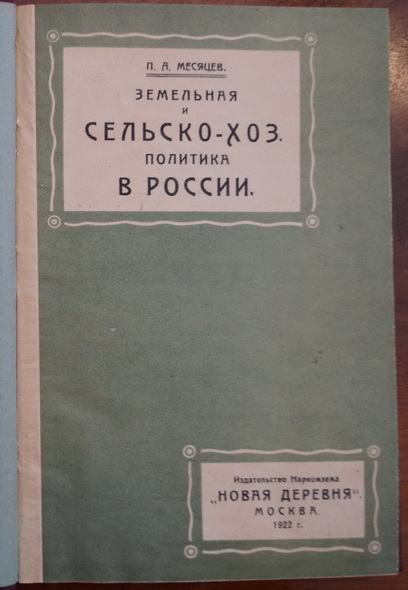 П. А. МЕСЯЦЕВ.
ЗЕМЕЛЬНАЯ
И
СЕЛЬСКО-ХОЗ.
ПОЛИТИКА
В РОССИИ.
Издательство Наркомзема
„НОВАЯ ДЕРЕВНЯ".
МОСКВА.
1922 г.